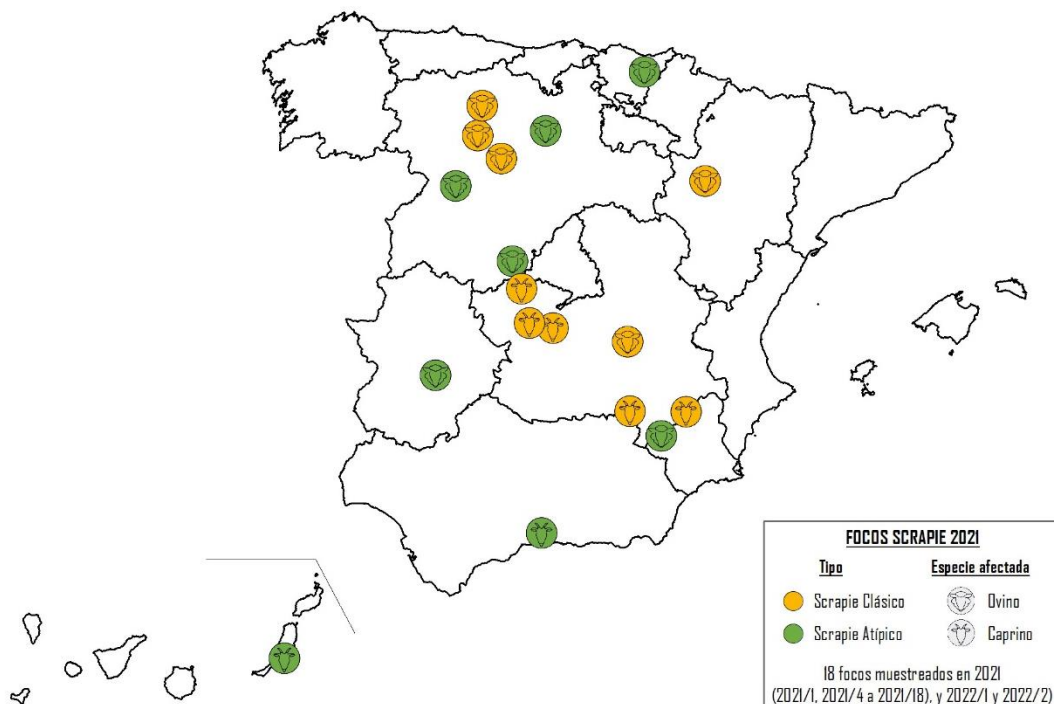 FOCOS SCRAPIE 2021
Tipo Especie afectada
Scrapie Clásico Ovino
Scrapie Atípico Caprino
18 focos muestreados en 2021
(2021/1, 2021/4 a 2021/18), y 2022/1 y 2022/2)